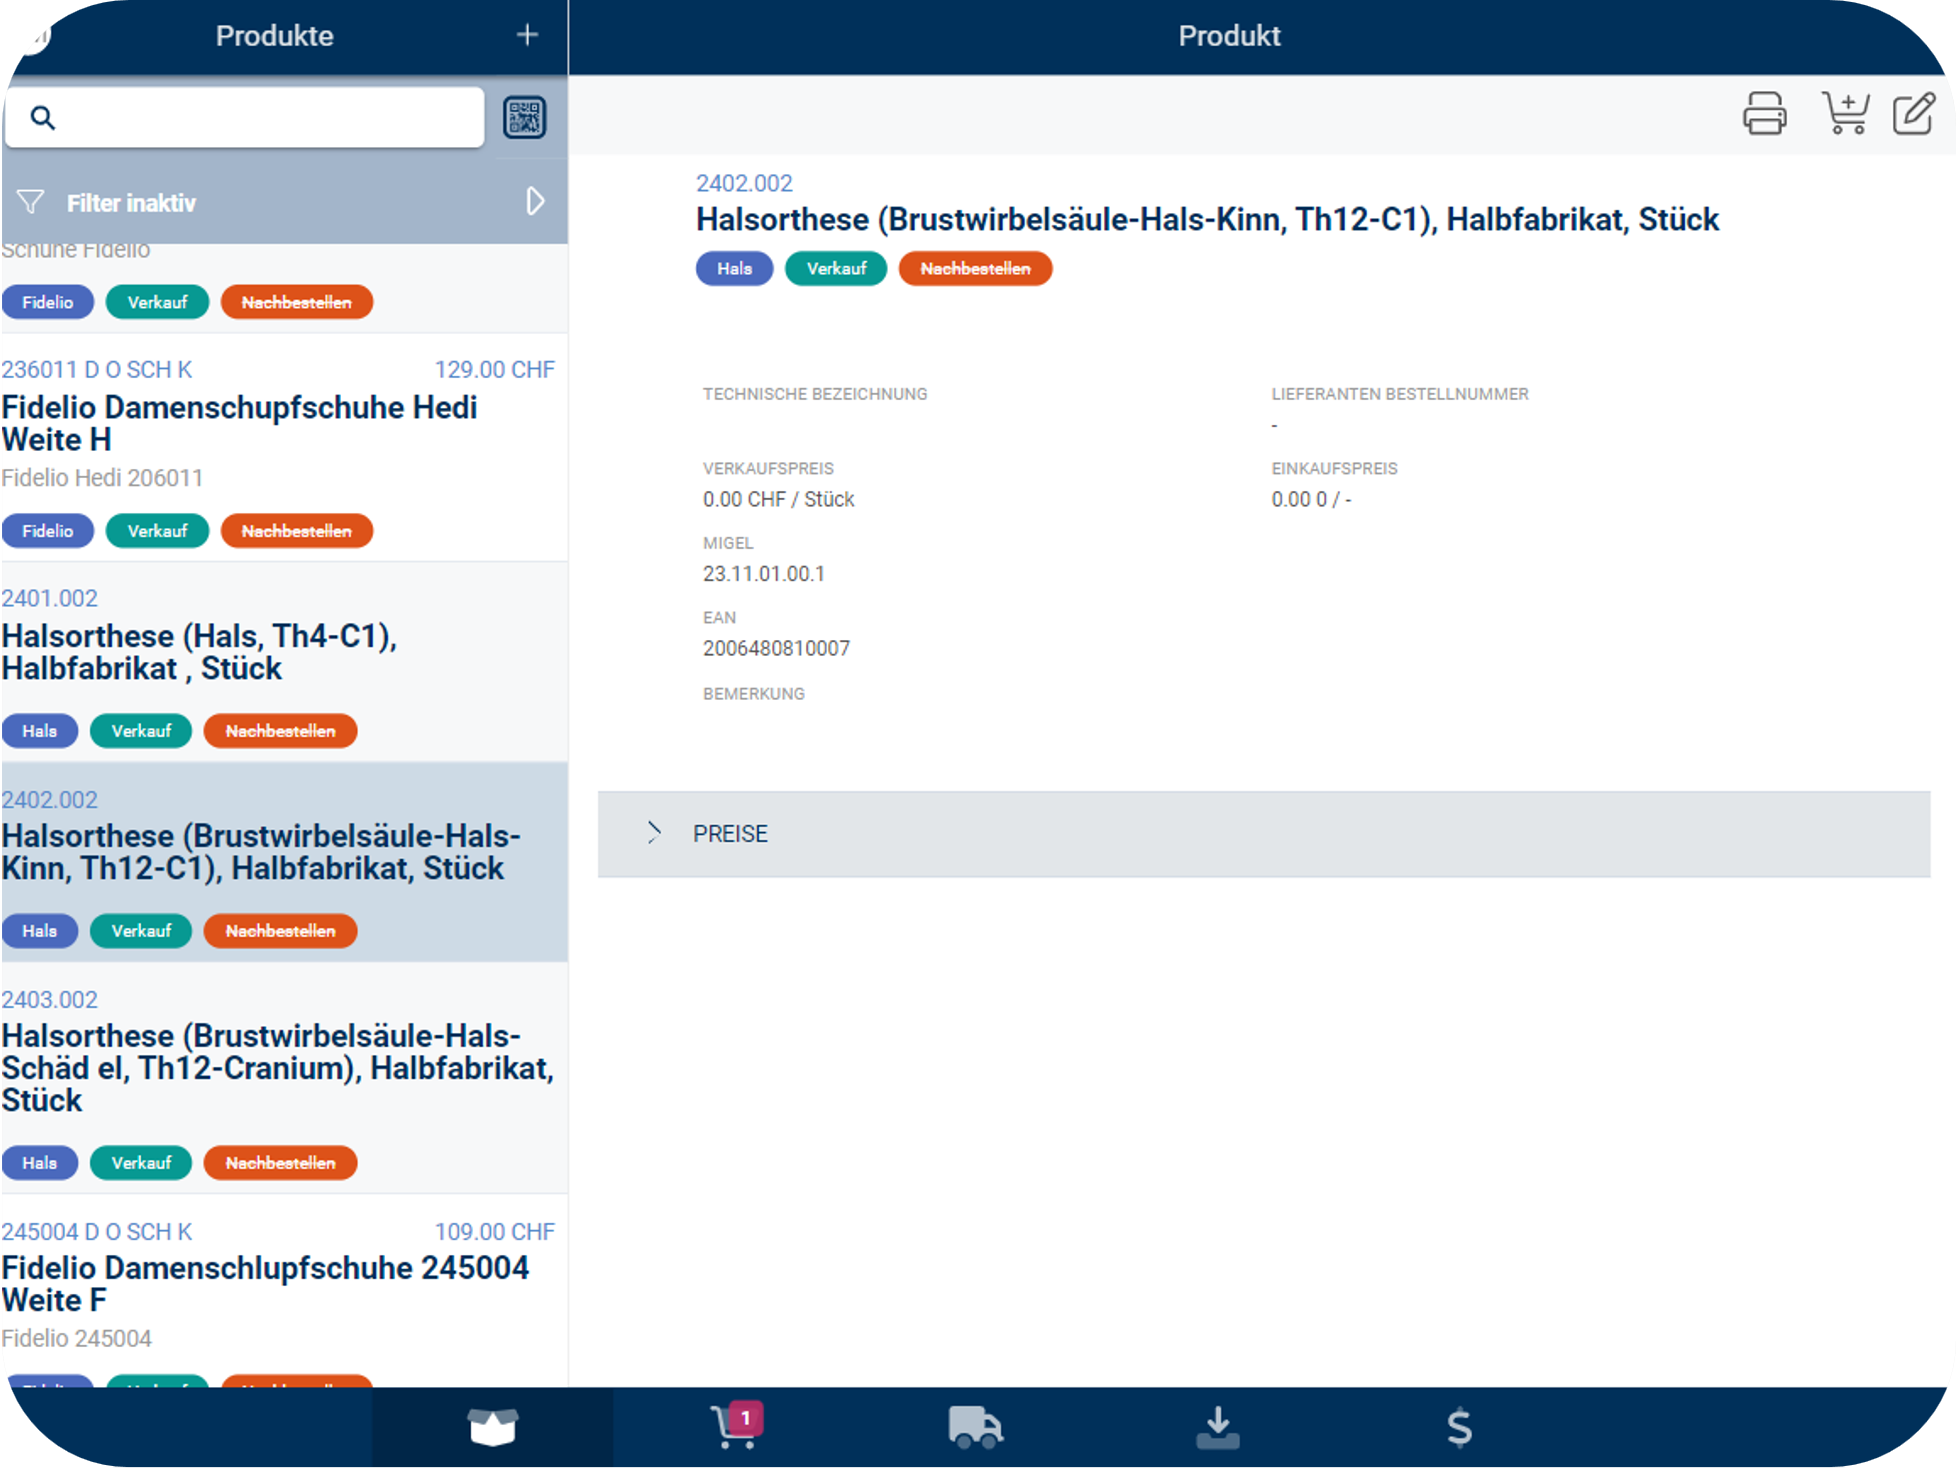 Produkte
Produkt
Filter inaktiv
Schuhe Fidelio
Fidelio Verkauf Nachbestellen
236011 D O SCH K 129.00 CHF
Fidelio Damenschupfschuhe Hedi
Weite H
Fidelio Hedi 206011
Fidelio Verkauf Nachbestellen
2401.002
Halsorthese (Hals, Th4-C1),
Halbfabrikat , Stück
Hals Verkauf Nachbestellen
2402.002
Halsorthese (Brustwirbelsäule-Hals-
Kinn, Th12-C1), Halbfabrikat, Stück
Hals Verkauf Nachbestellen
2403.002
Halsorthese (Brustwirbelsäule-Hals-
Schäd el, Th12-Cranium), Halbfabrikat,
Stück
Hals Verkauf Nachbestellen
245004 D O SCH K 109.00 CHF
Fidelio Damenschlupfschuhe 245004
Weite F
Fidelio 245004
2402.002
Halsorthese (Brustwirbelsäule-Hals-Kinn, Th12-C1), Halbfabrikat, Stück
Hals Verkauf Nachbestellen
TECHNISCHE BEZEICHNUNG
LIEFERANTEN BESTELLNUMMER
-
VERKAUFSPREIS
0.00 CHF / Stück
EINKAUFSPREIS
0.00 0 / -
MIGEL
23.11.01.00.1
EAN
2006480810007
BEMERKUNG
PREISE
1